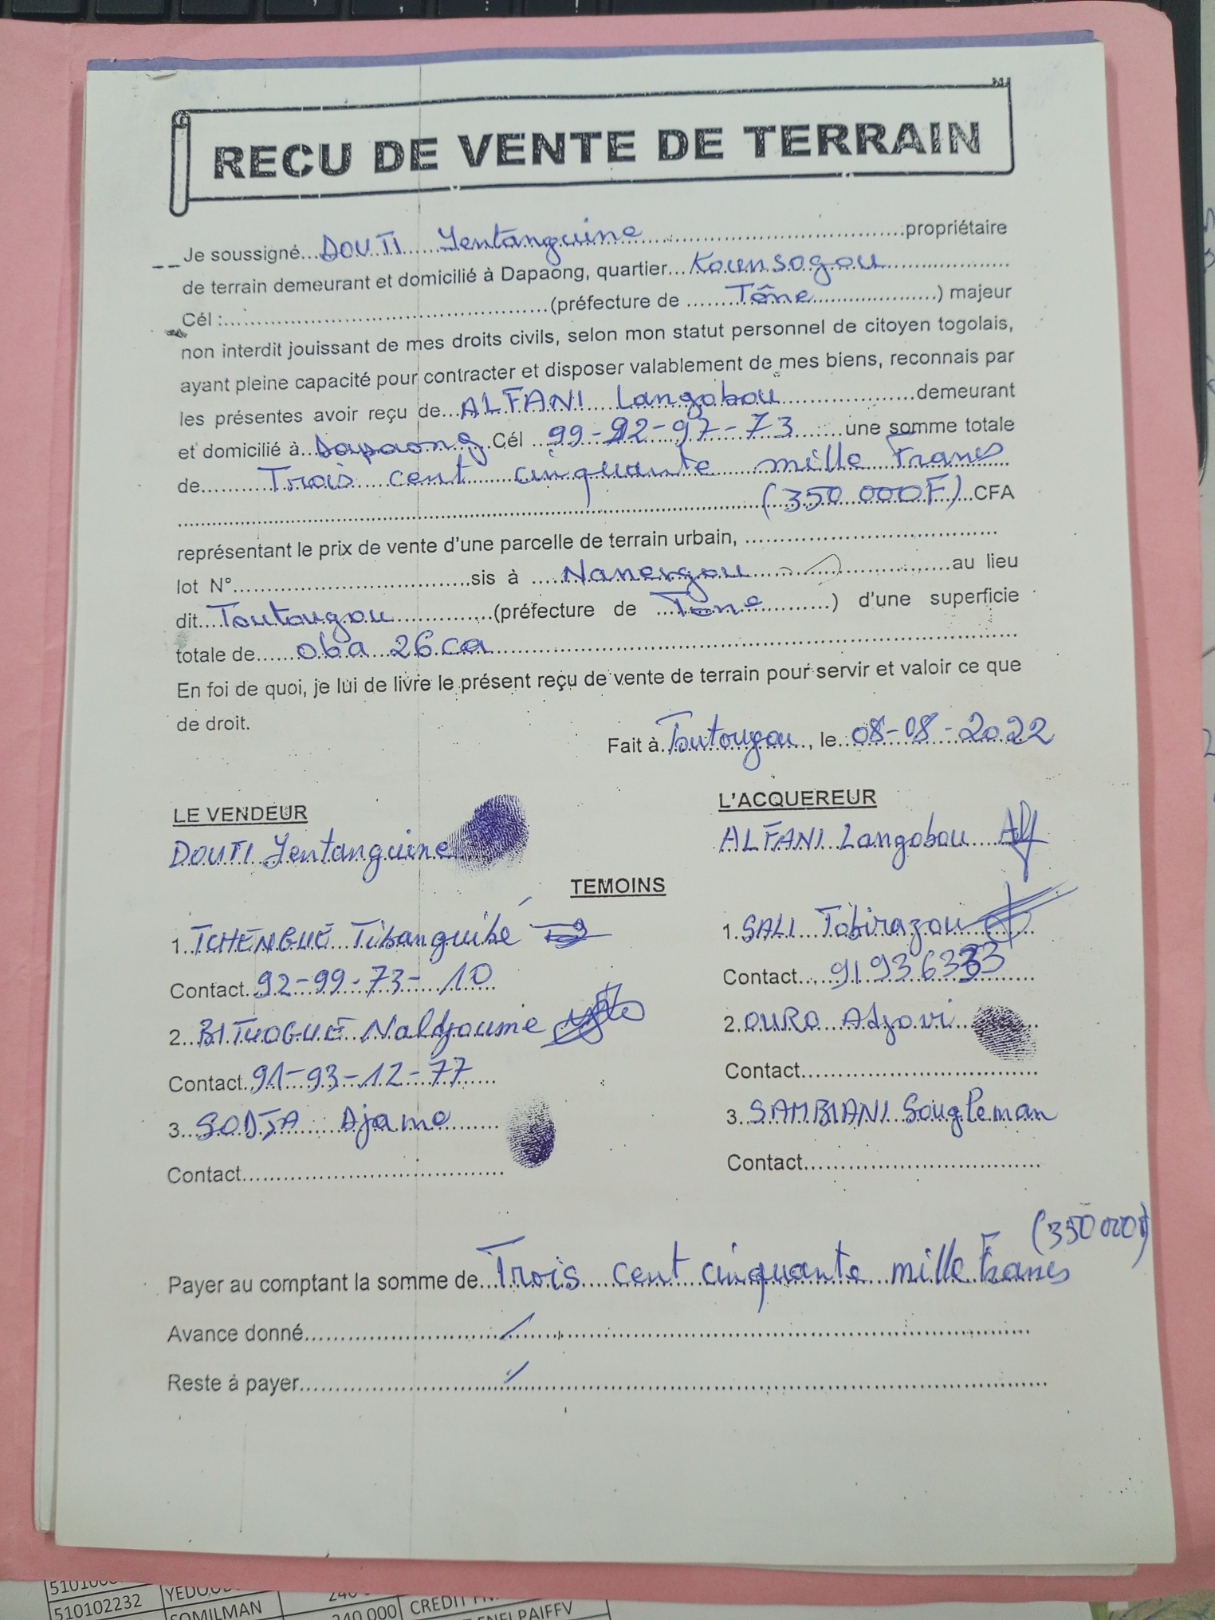 RECU DE VENTE DE TERRAIN
Je soussigné...DOUTI Yentanguine...propriétaire
de terrain demeurant et domicilié à Dapaong, quartier...Kounsogou...
Cél :...(préfecture de ...Tône...) majeur
non interdit jouissant de mes droits civils, selon mon statut personnel de citoyen togolais,
ayant pleine capacité pour contracter et disposer valablement de mes biens, reconnais par
les présentes avoir reçu de...ALFANI Langobou...demeurant
et domicilié à...Dapaong.Cél ..99-92-97-73...une somme totale
de...Trois cent cinquante mille Francs
...(350.000F)...CFA
représentant le prix de vente d'une parcelle de terrain urbain, ...
lot N°...sis à ...Nanergou...au lieu
dit...Toutougou...(préfecture de ...Tône...) d'une superficie
totale de...06a 26ca...
En foi de quoi, je lui de livre le présent reçu de vente de terrain pour servir et valoir ce que
de droit.
Fait à.Toutougou..., le..08-08-2022
LE VENDEUR
DOUTI Yentanguine
L'ACQUEREUR
ALFANI Langobou
TEMOINS
1..TCHENGUE Tibanguibé
Contact.92-99-73-10
2..BITUOGUE Naldjoume
Contact.91-93-12-77
3..SODJA Ajame
Contact...
1.SALI Tobirazou
Contact...91936333
2.OURO Adjovi
Contact...
3..SAMBIANI Sougleman
Contact...
(350 000F)
Payer au comptant la somme de...Trois cent cinquante mille Francs
Avance donné.../...
Reste à payer.../...
510102232
SOMILMAN
240 000
CREDIT